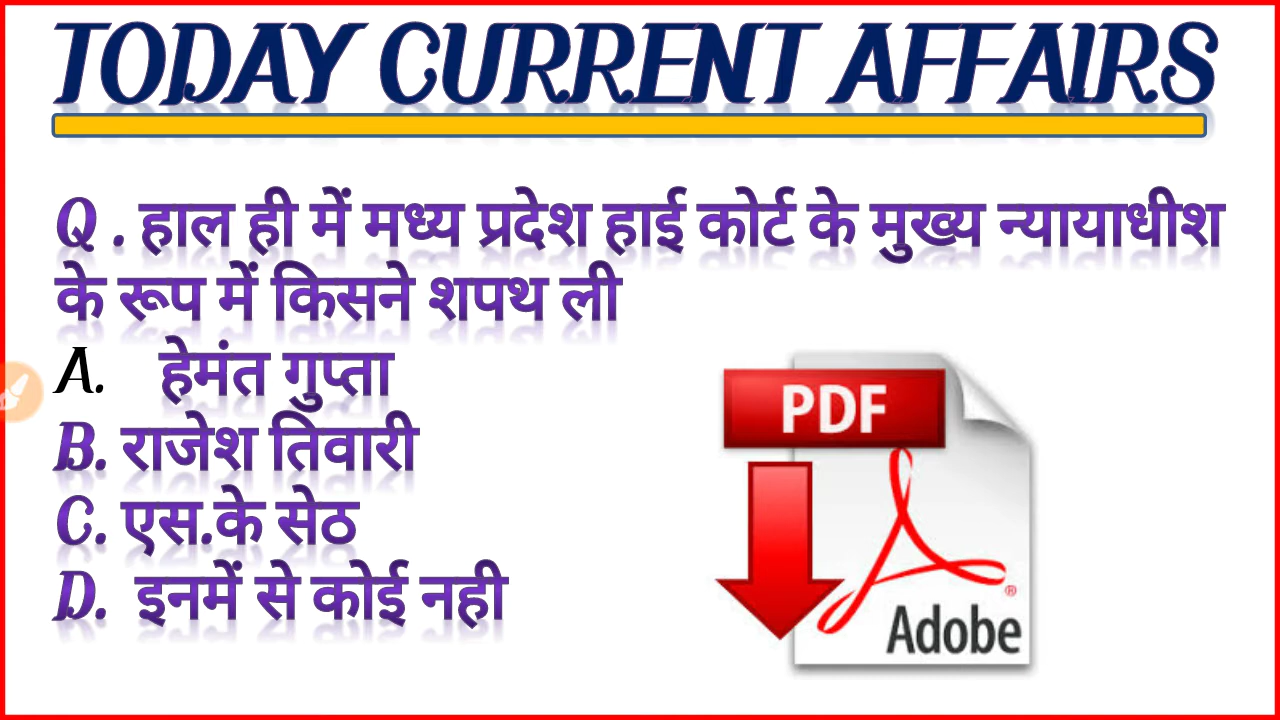 TODAY CURRENT AFFAIRS
Q . हाल ही में मध्य प्रदेश हाई कोर्ट के मुख्य न्यायाधीश
के रूप में किसने शपथ ली
A. हेमंत गुप्ता
B. राजेश तिवारी
C. एस.के सेठ
D. इनमें से कोई नही
PDF
Adobe®